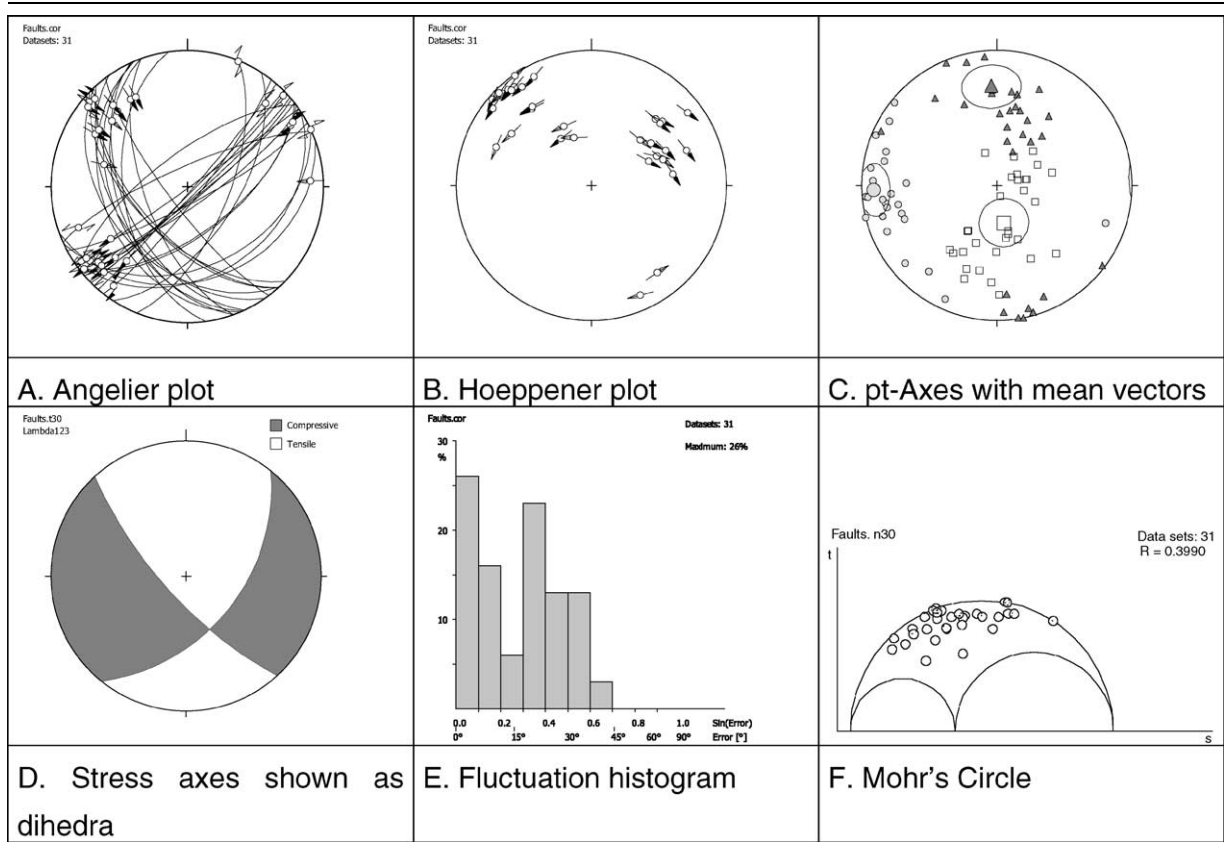 Faults.cor
Datasets: 31
Faults.cor
Datasets: 31
A. Angelier plot
B. Hoeppener plot
C. pt-Axes with mean vectors
Faults.t30
Lambda123
Compressive
Tensile
Faults.cor
Datasets: 31
Maximum: 26%
30
%
20
10
0.0 0.2 0.4 0.6 0.8 1.0 Sin(Error)
0° 15° 30° 45° 60° 90° Error [°]
Faults. n30
Data sets: 31
R = 0.3990
t
s
D. Stress axes shown as
dihedra
E. Fluctuation histogram
F. Mohr's Circle